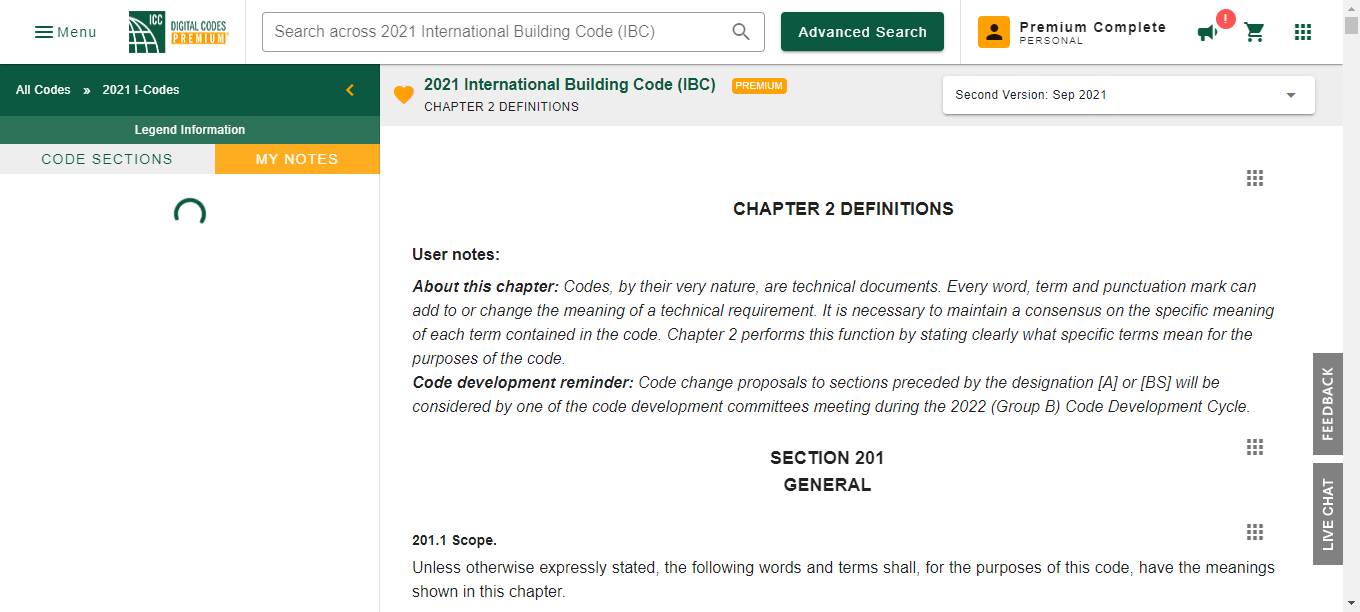 Menu
ICC
DIGITAL CODES
PREMIUM
Search across 2021 International Building Code (IBC)
Advanced Search
Premium Complete
PERSONAL
!
All Codes » 2021 I-Codes
Legend Information
CODE SECTIONS
MY NOTES
2021 International Building Code (IBC) PREMIUM
CHAPTER 2 DEFINITIONS
Second Version: Sep 2021
CHAPTER 2 DEFINITIONS
User notes:
About this chapter: Codes, by their very nature, are technical documents. Every word, term and punctuation mark can
add to or change the meaning of a technical requirement. It is necessary to maintain a consensus on the specific meaning
of each term contained in the code. Chapter 2 performs this function by stating clearly what specific terms mean for the
purposes of the code.
Code development reminder: Code change proposals to sections preceded by the designation [A] or [BS] will be
considered by one of the code development committees meeting during the 2022 (Group B) Code Development Cycle.
SECTION 201
GENERAL
201.1 Scope.
Unless otherwise expressly stated, the following words and terms shall, for the purposes of this code, have the meanings
shown in this chapter.
FEEDBACK
LIVE CHAT